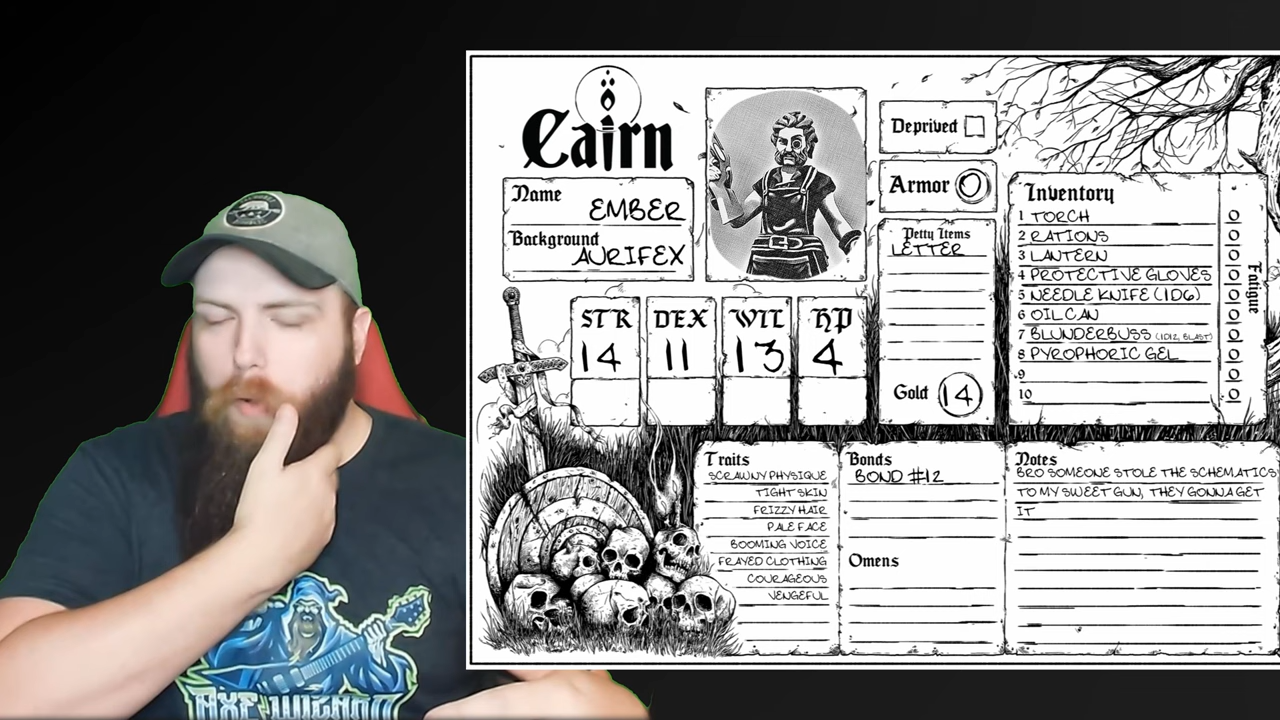 Cairn
Name
EMBER
Background
AURIFEX
STR
14
DEX
11
WIL
13
HP
4
Deprived
Armor 0
Petty Items
LETTER
Gold 14
Inventory
1 TORCH
2 RATIONS
3 LANTERN
4 PROTECTIVE GLOVES
5 NEEDLE KNIFE (1D6)
6 OIL CAN
7 BLUNDERBUSS (1D12, BLAST)
8 PYROPHORIC GEL
9
10
Fatigue
Traits
SCRAWNY PHYSIQUE
TIGHT SKIN
FRIZZY HAIR
PALE FACE
BOOMING VOICE
FRAYED CLOTHING
COURAGEOUS
VENGEFUL
Bonds
BOND #12
Omens
Notes
BRO SOMEONE STOLE THE SCHEMATICS
TO MY SWEET GUN, THEY GONNA GET
IT
AXE WIZARD